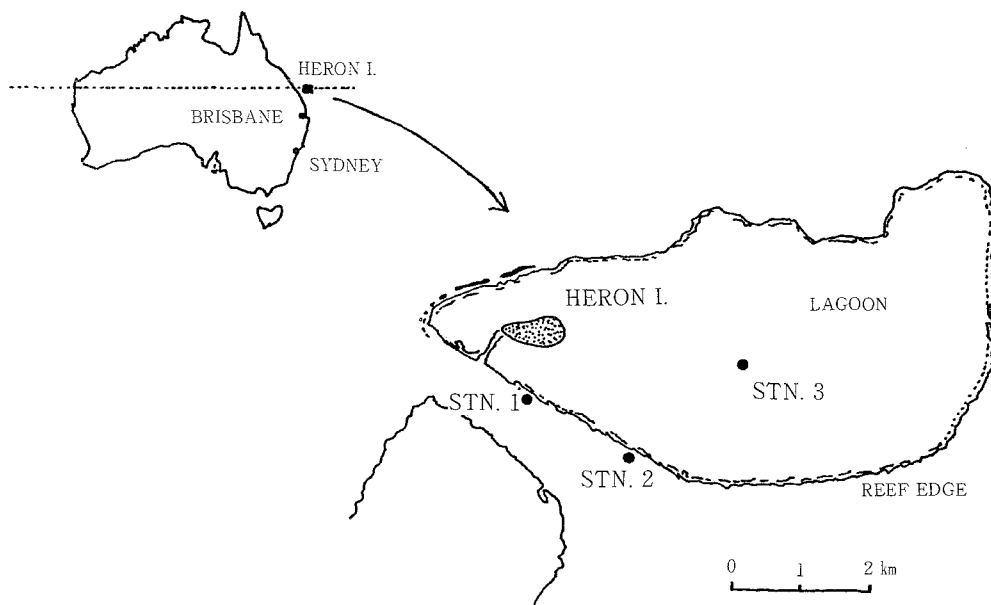 HERON I.
BRISBANE
SYDNEY
HERON I.
LAGOON
STN. 1
STN. 3
STN. 2
REEF EDGE
0 1 2 km